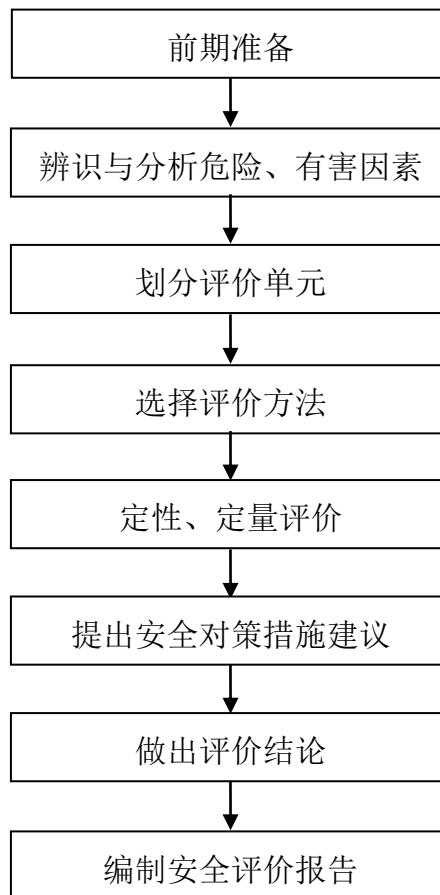 前期准备
辨识与分析危险、有害因素
划分评价单元
选择评价方法
定性、定量评价
提出安全对策措施建议
做出评价结论
编制安全评价报告